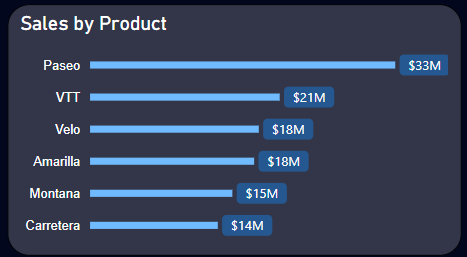 Sales by Product
Paseo $33M
VTT $21M
Velo $18M
Amarilla $18M
Montana $15M
Carretera $14M